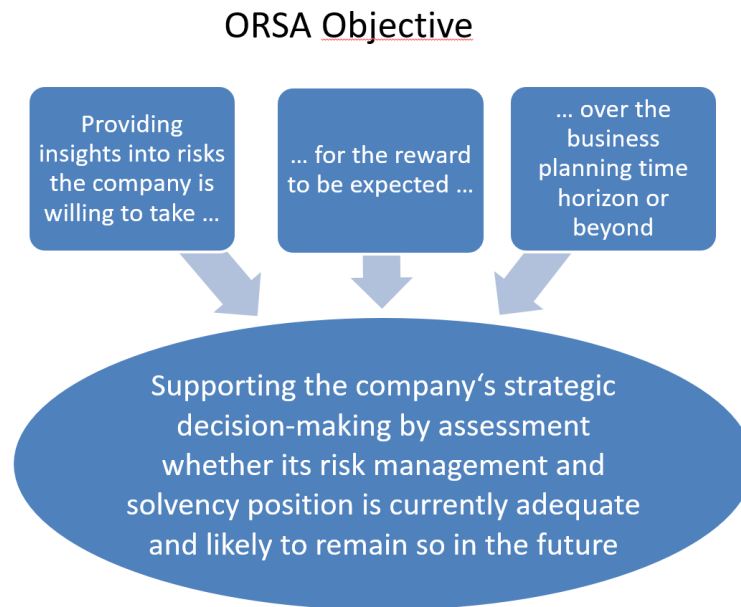 ORSA Objective
Providing
insights into risks
the company is
willing to take ...
... for the reward
to be expected ...
... over the
business
planning time
horizon or
beyond
Supporting the company‘s strategic
decision-making by assessment
whether its risk management and
solvency position is currently adequate
and likely to remain so in the future